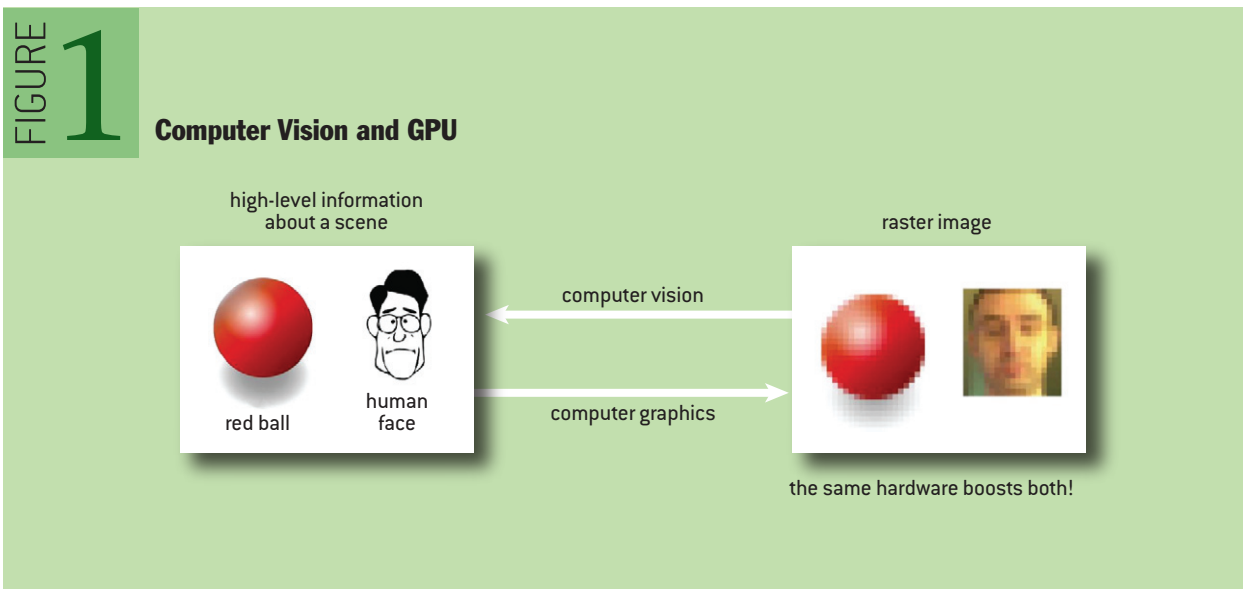 FIGURE 1
Computer Vision and GPU
high-level information
about a scene
raster image
computer vision
computer graphics
red ball
human
face
the same hardware boosts both!